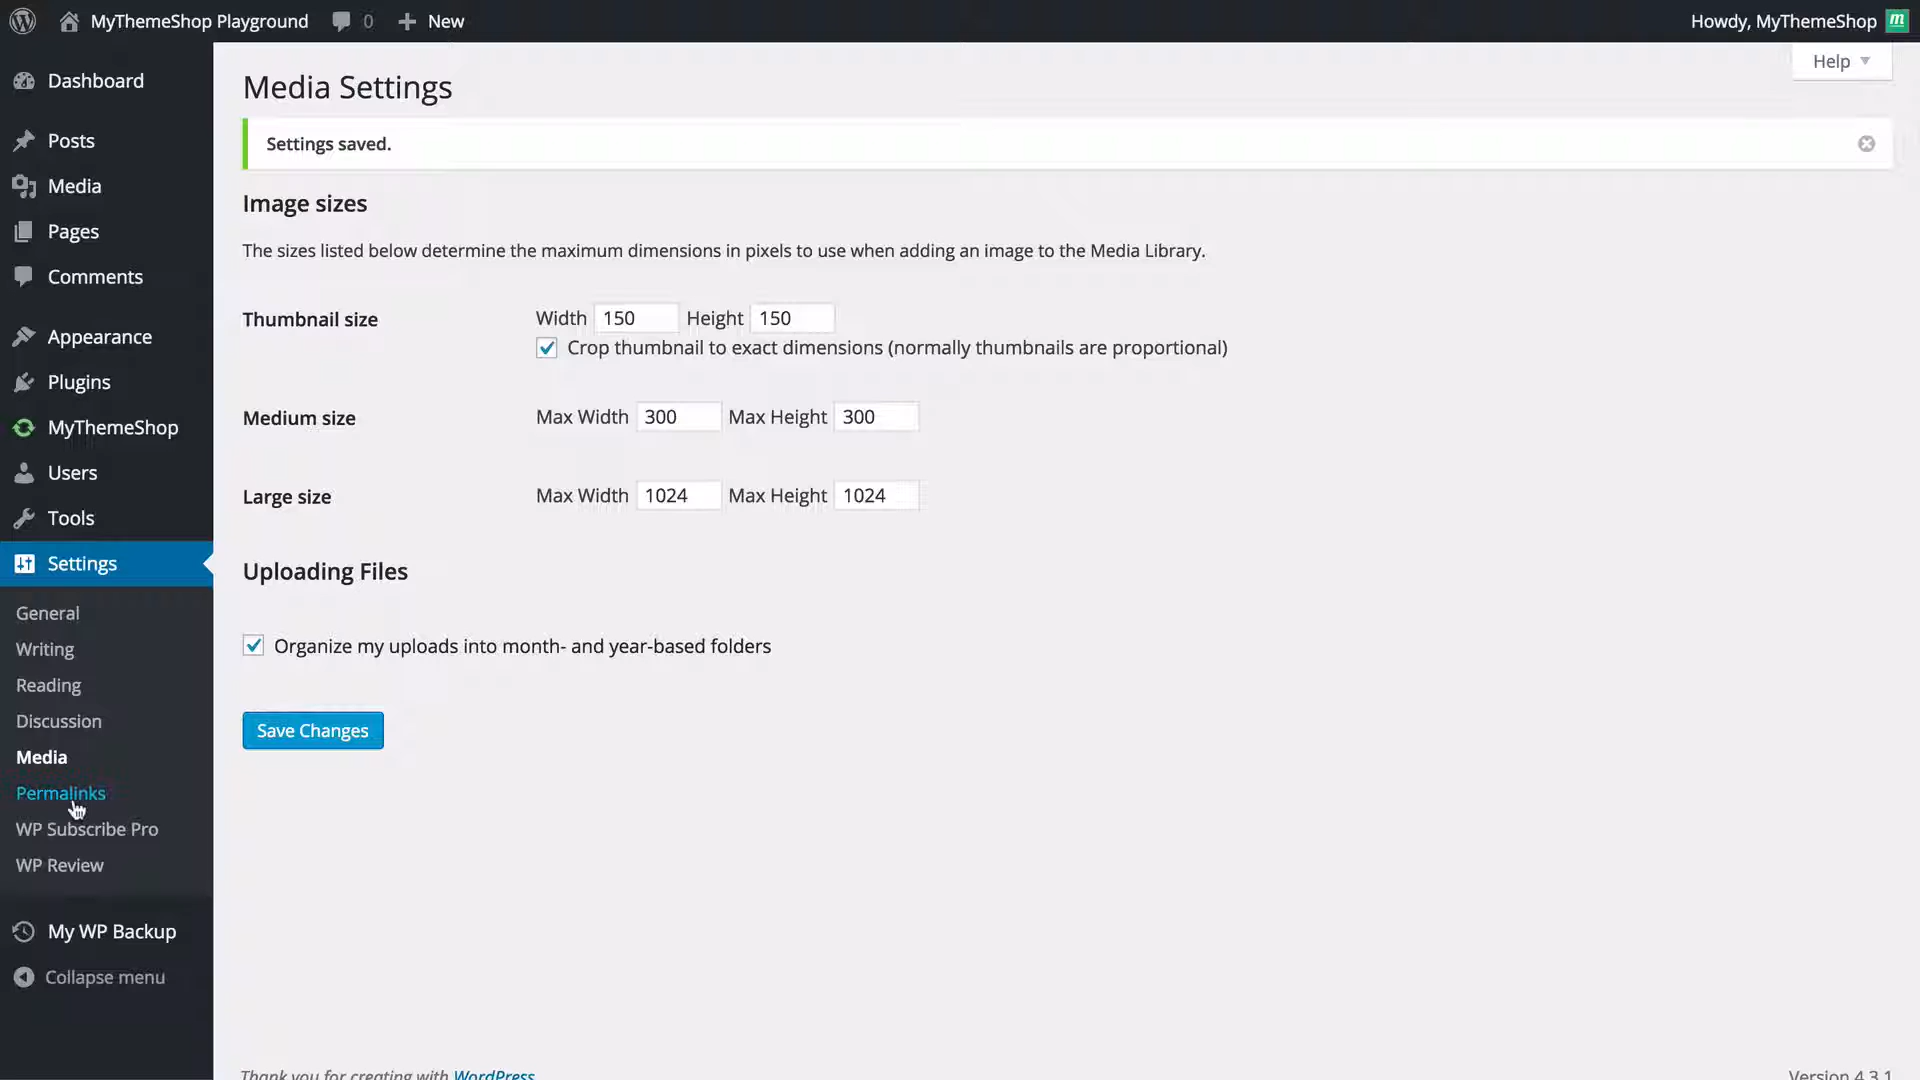 MyThemeShop Playground 0 New Howdy, MyThemeShop m
Help
Dashboard
Posts
Media
Pages
Comments
Appearance
Plugins
MyThemeShop
Users
Tools
Settings
General
Writing
Reading
Discussion
Media
Permalinks
WP Subscribe Pro
WP Review
My WP Backup
Collapse menu
Media Settings
Settings saved.
Image sizes
The sizes listed below determine the maximum dimensions in pixels to use when adding an image to the Media Library.
Thumbnail size Width 150 Height 150
Crop thumbnail to exact dimensions (normally thumbnails are proportional)
Medium size Max Width 300 Max Height 300
Large size Max Width 1024 Max Height 1024
Uploading Files
Organize my uploads into month- and year-based folders
Save Changes
Thank you for creating with WordPress Version 4.3.1